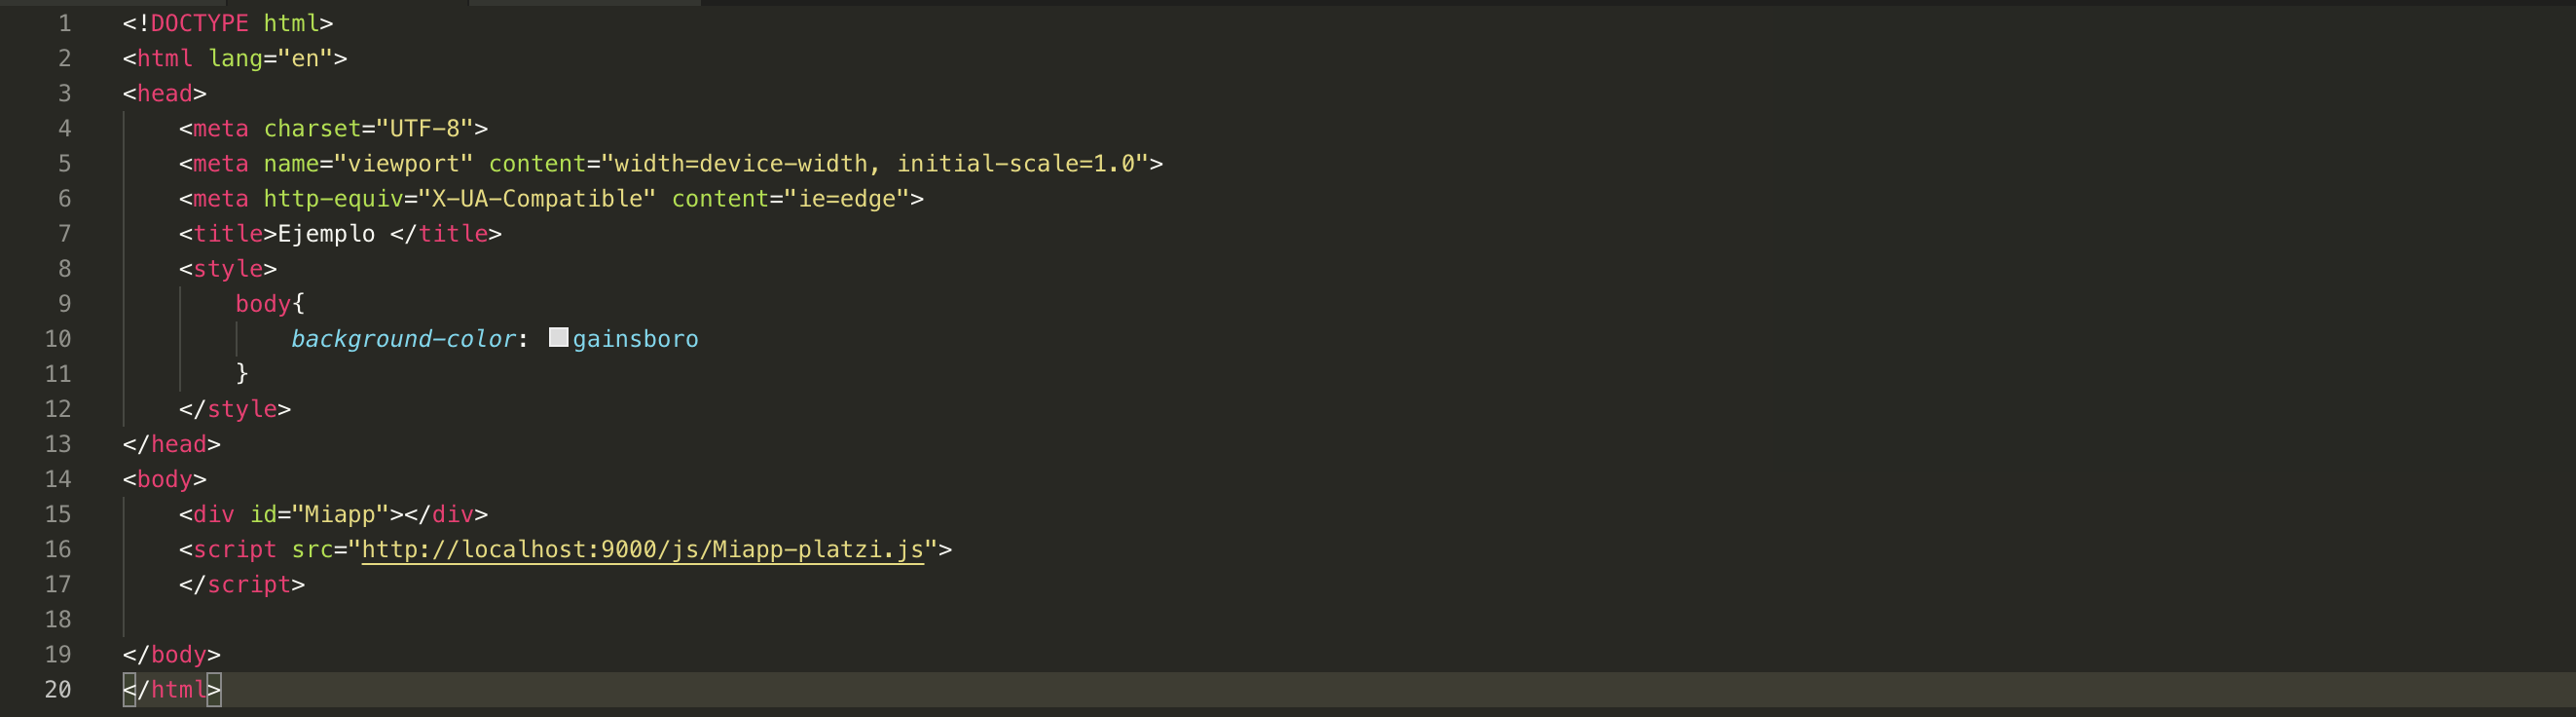 1 <!DOCTYPE html>
2 <html lang="en">
3 <head>
4     <meta charset="UTF-8">
5     <meta name="viewport" content="width=device-width, initial-scale=1.0">
6     <meta http-equiv="X-UA-Compatible" content="ie=edge">
7     <title>Ejemplo </title>
8     <style>
9         body{
10             background-color: gainsboro
11         }
12     </style>
13 </head>
14 <body>
15     <div id="Miapp"></div>
16     <script src="http://localhost:9000/js/Miapp-platzi.js">
17     </script>
18
19 </body>
20 </html>